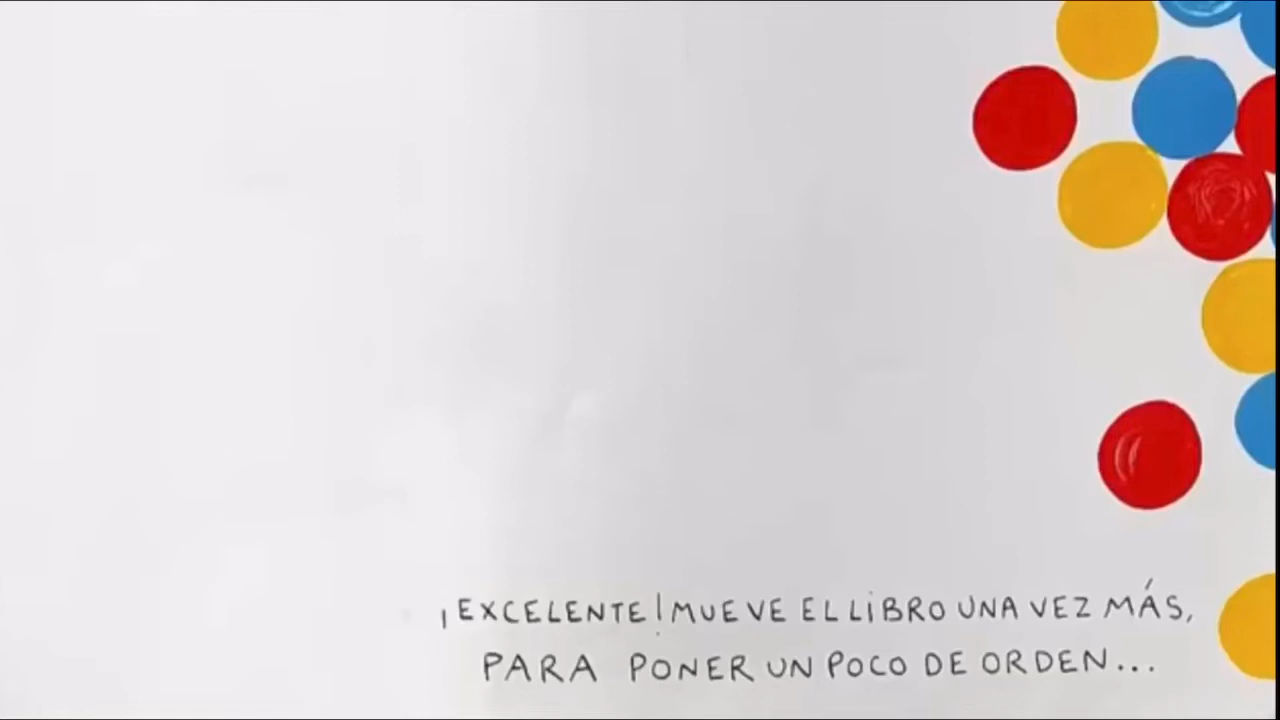 ¡EXCELENTE! MUEVE EL LiBRO UNA VEZ MÁS,
PARA PONER UN POCO DE ORDEN...